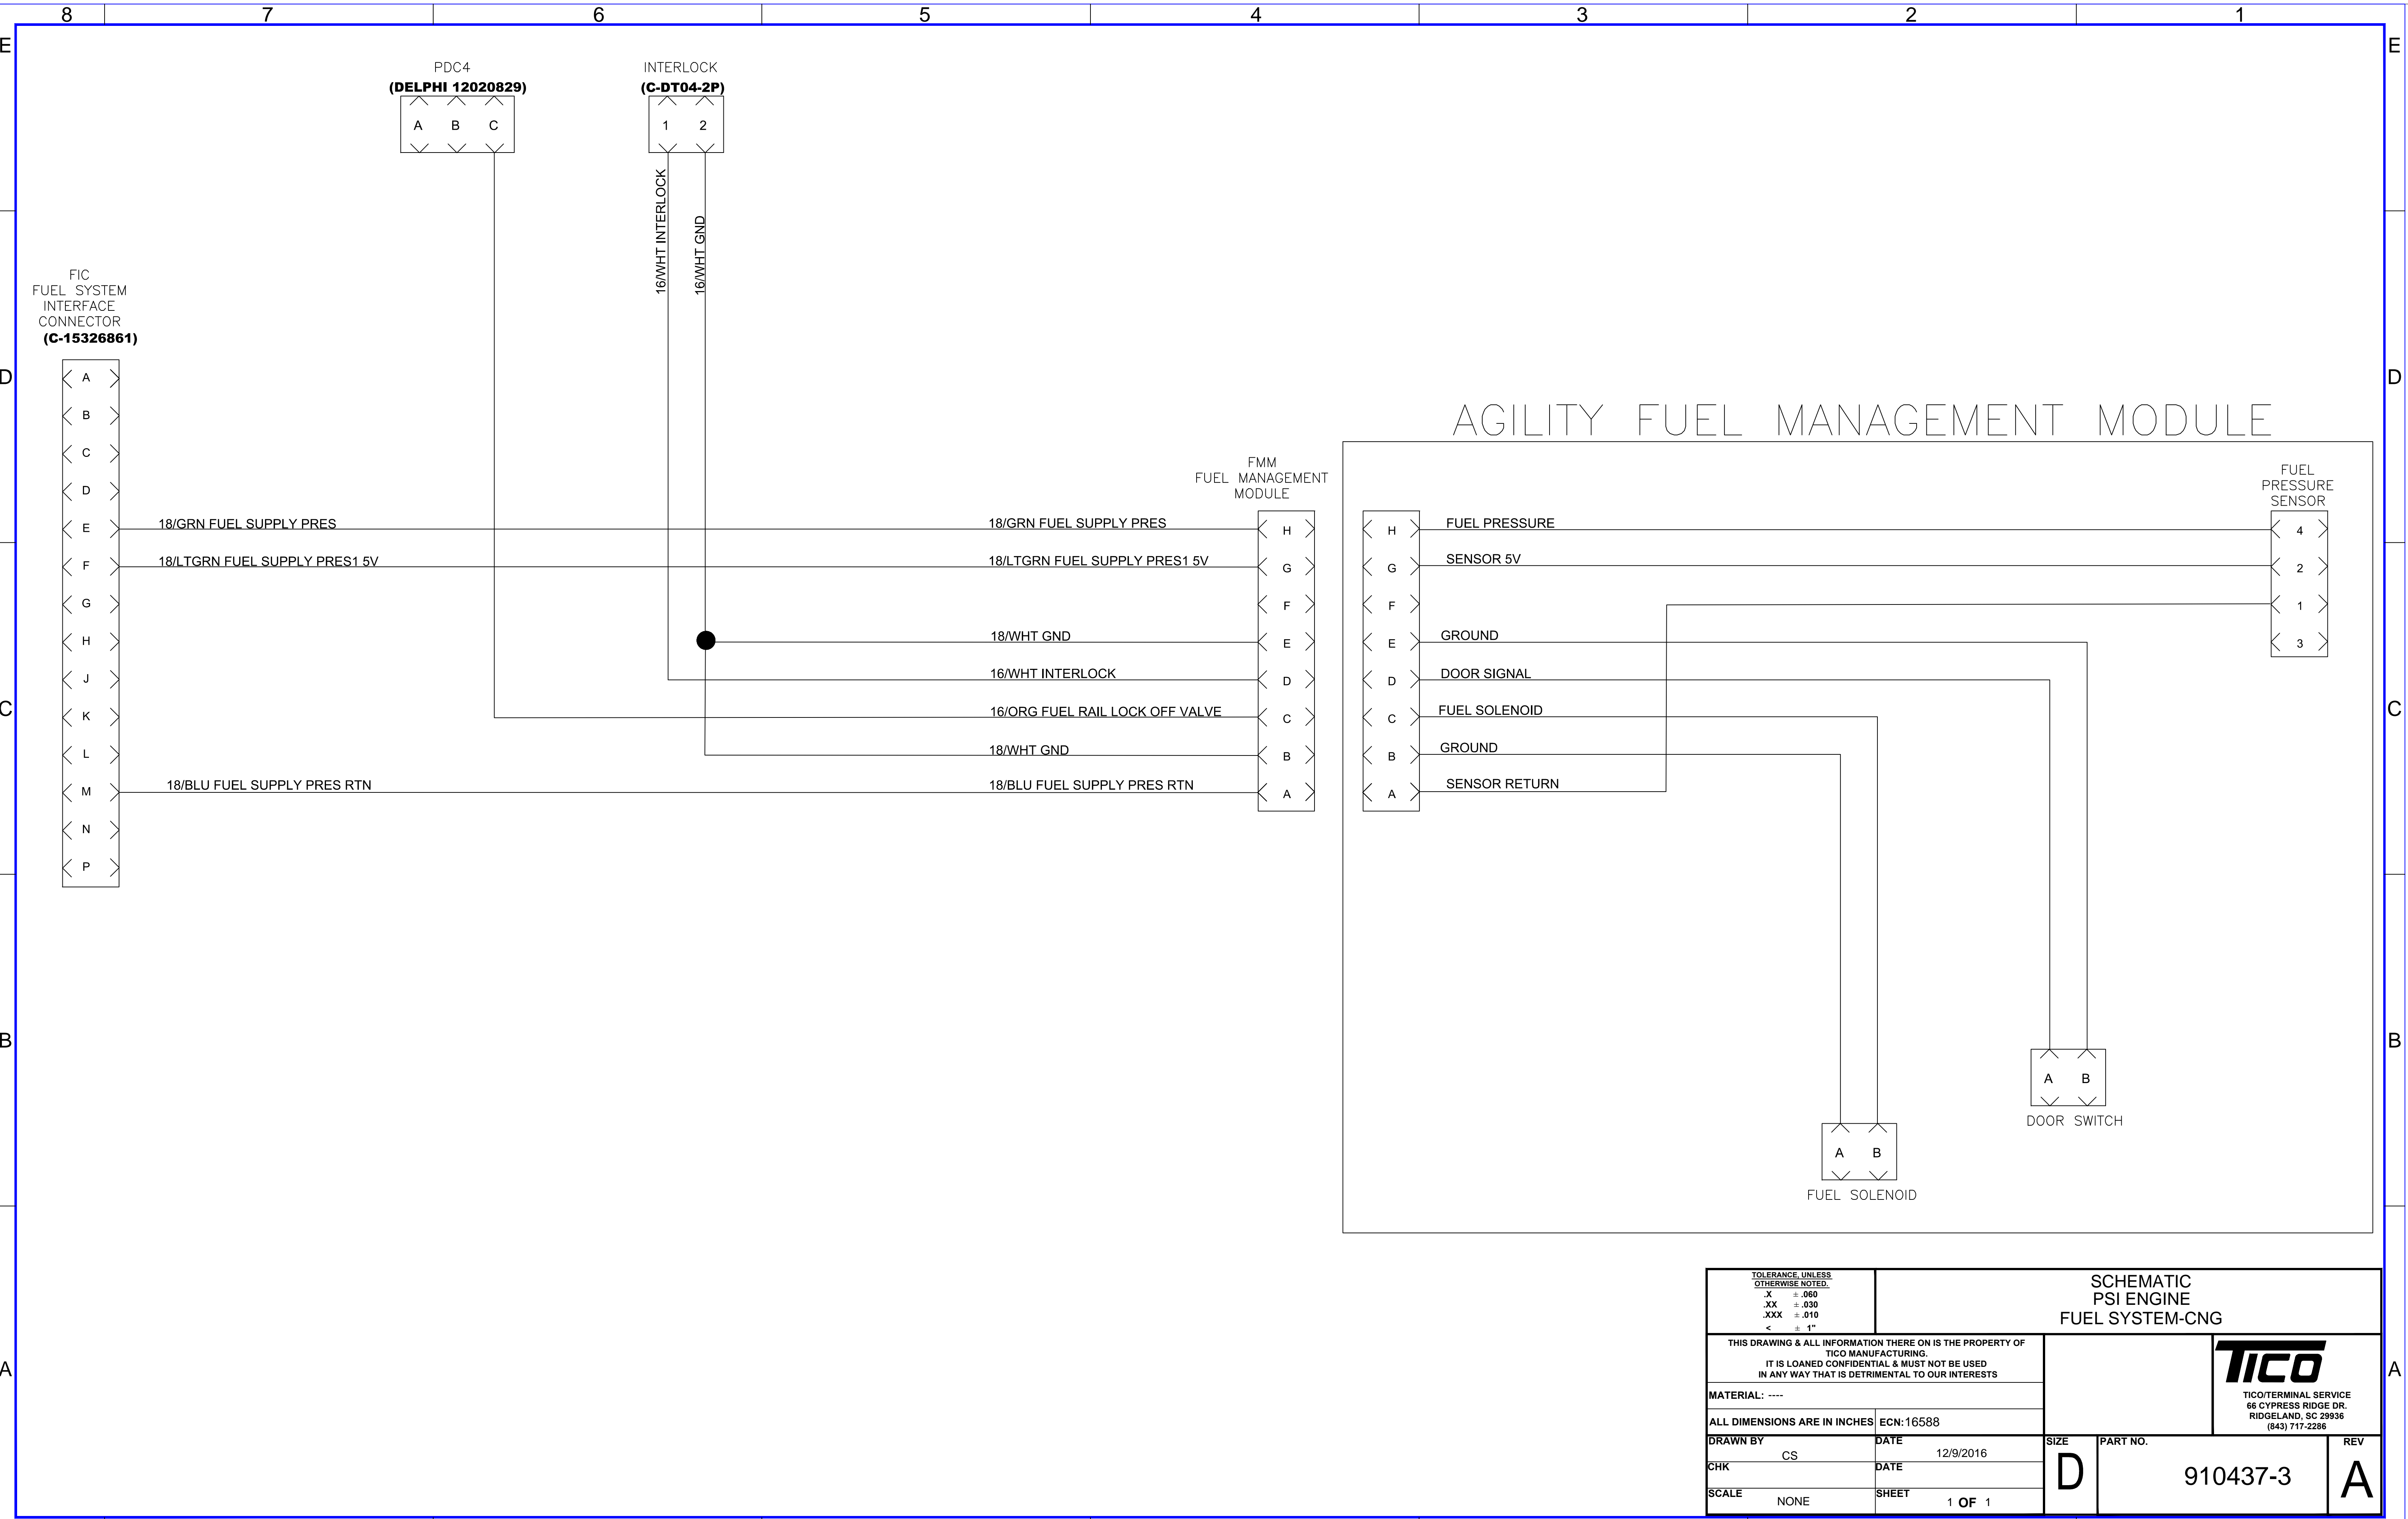 8 7 6 5 4 3 2 1
E E
PDC4
(DELPHI 12020829)
A B C
INTERLOCK
(C-DT04-2P)
1 2
16/WHT INTERLOCK
16/WHT GND
FIC
FUEL SYSTEM
INTERFACE
CONNECTOR
(C-15326861)
A
B
C
D
E
F
G
H
J
K
L
M
N
P
D D
18/GRN FUEL SUPPLY PRES
18/LTGRN FUEL SUPPLY PRES1 5V
18/BLU FUEL SUPPLY PRES RTN
18/GRN FUEL SUPPLY PRES
18/LTGRN FUEL SUPPLY PRES1 5V
18/WHT GND
16/WHT INTERLOCK
16/ORG FUEL RAIL LOCK OFF VALVE
18/WHT GND
18/BLU FUEL SUPPLY PRES RTN
FMM
FUEL MANAGEMENT
MODULE
H
G
F
E
D
C
B
A
AGILITY FUEL MANAGEMENT MODULE
H
G
F
E
D
C
B
A
FUEL PRESSURE
SENSOR 5V
GROUND
DOOR SIGNAL
FUEL SOLENOID
GROUND
SENSOR RETURN
FUEL
PRESSURE
SENSOR
4
2
1
3
C C
B B
A B
DOOR SWITCH
A B
FUEL SOLENOID
A A
TOLERANCE, UNLESS
OTHERWISE NOTED.
.X ± .060
.XX ± .030
.XXX ± .010
< ± 1"
SCHEMATIC
PSI ENGINE
FUEL SYSTEM-CNG
THIS DRAWING & ALL INFORMATION THERE ON IS THE PROPERTY OF
TICO MANUFACTURING.
IT IS LOANED CONFIDENTIAL & MUST NOT BE USED
IN ANY WAY THAT IS DETRIMENTAL TO OUR INTERESTS
MATERIAL: ----
ALL DIMENSIONS ARE IN INCHES ECN: 16588
TICO
TICO/TERMINAL SERVICE
66 CYPRESS RIDGE DR.
RIDGELAND, SC 29936
(843) 717-2286
DRAWN BY CS DATE 12/9/2016
CHK DATE
SCALE NONE SHEET 1 OF 1
SIZE D
PART NO. 910437-3
REV A